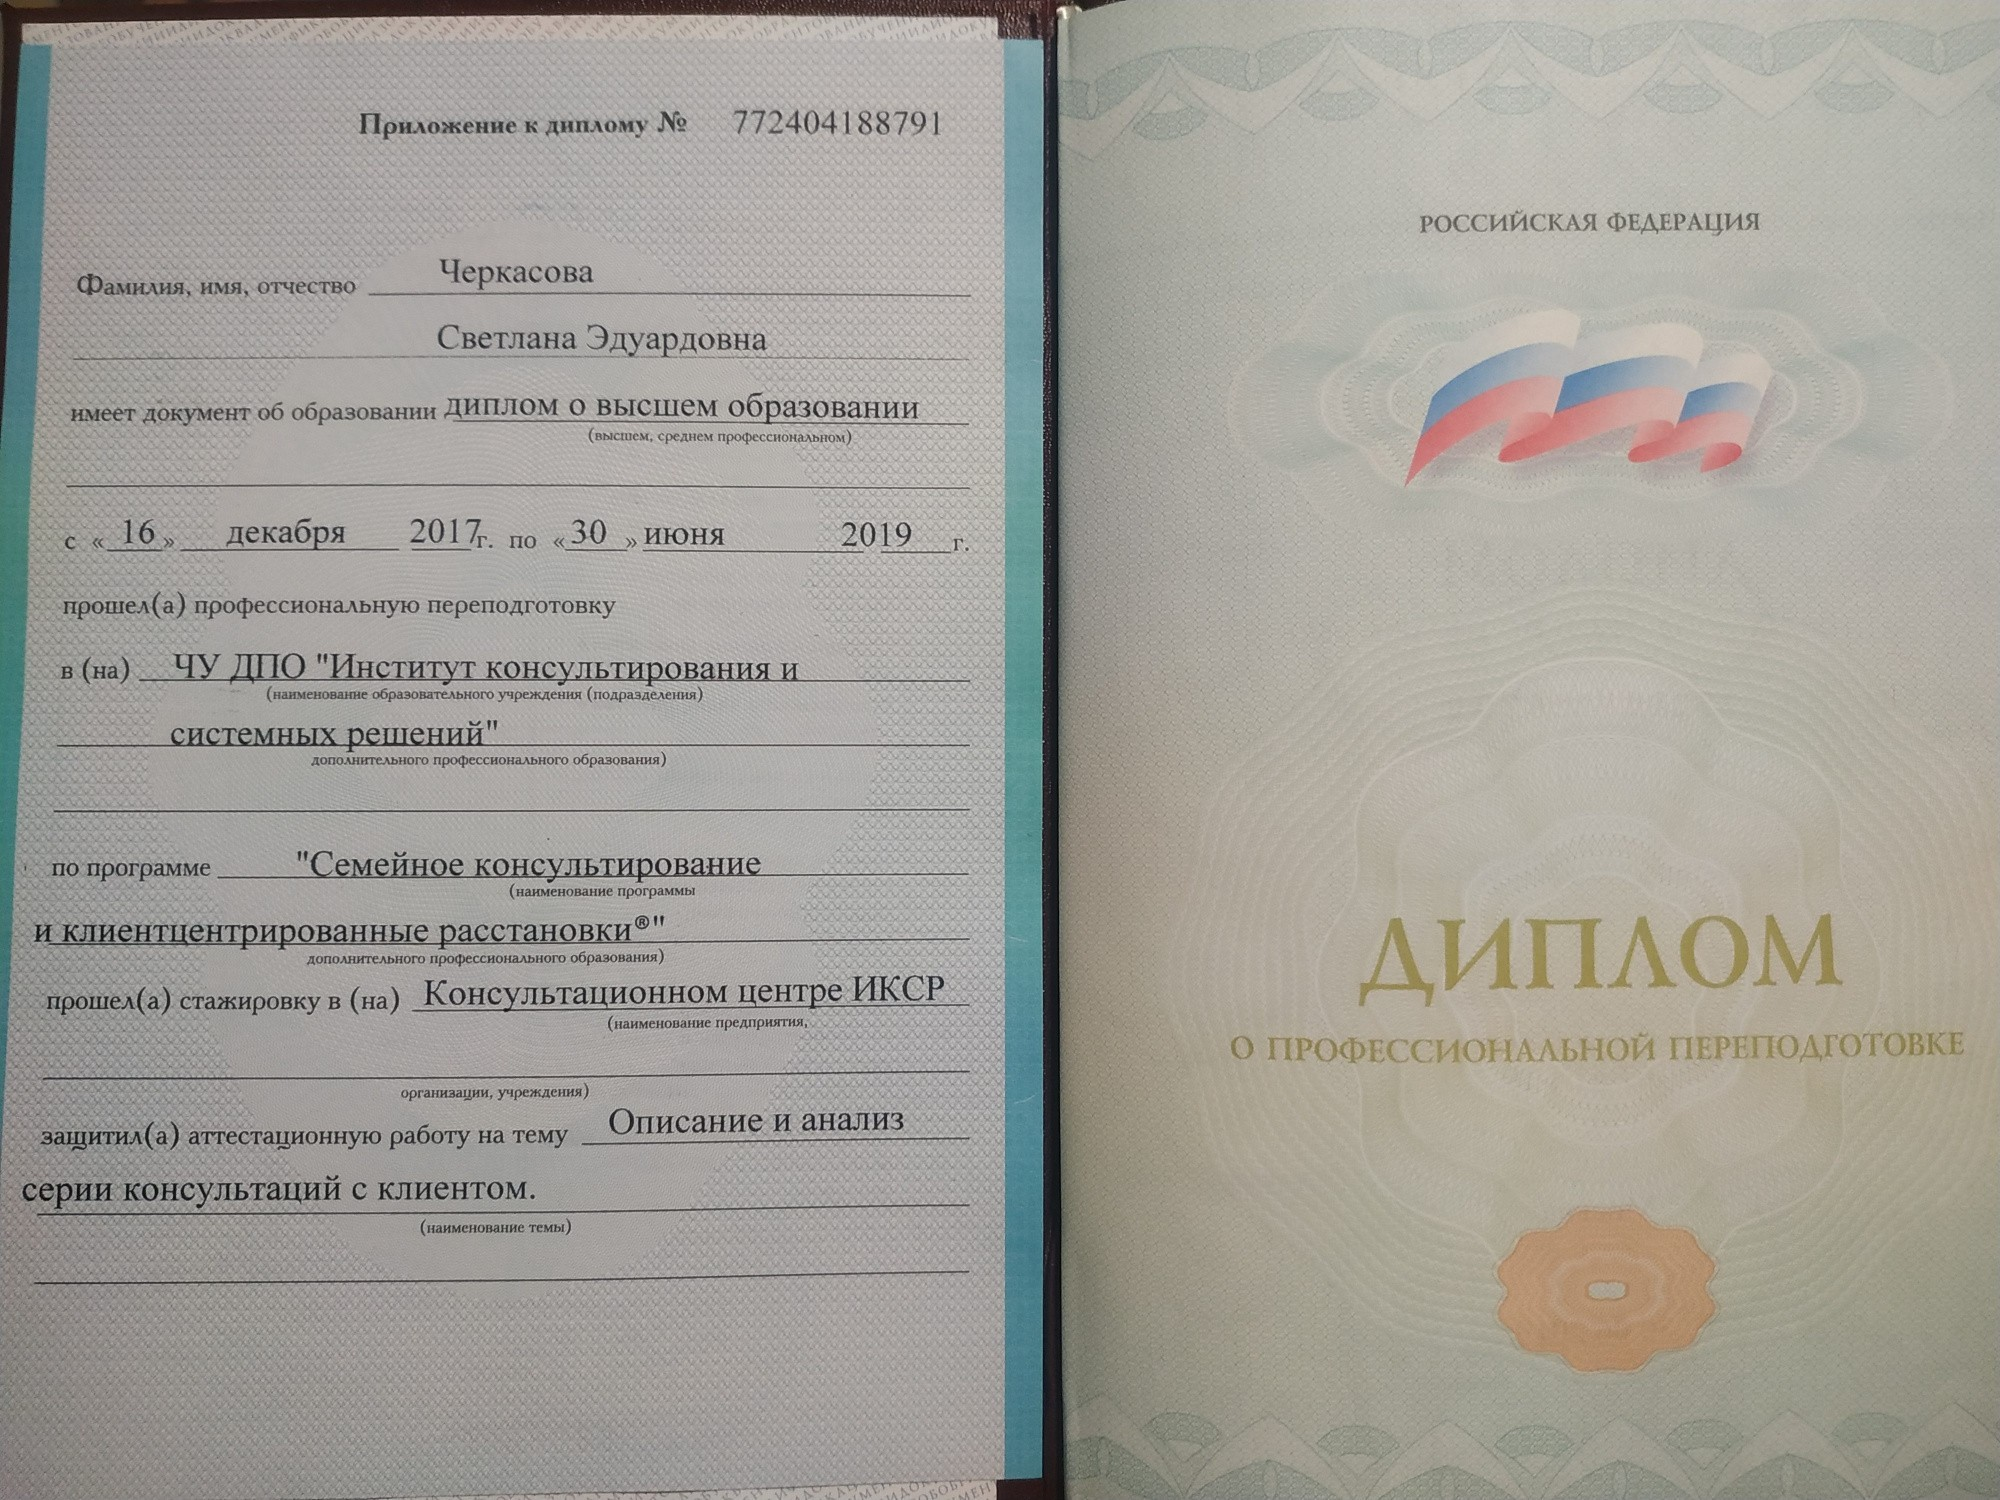 Приложение к диплому № 772404188791
Фамилия, имя, отчество Черкасова
Светлана Эдуардовна
имеет документ об образовании диплом о высшем образовании
(высшем, среднем профессиональном)
с «16» декабря 2017г. по «30» июня 2019 г.
прошел(а) профессиональную переподготовку
в (на) ЧУ ДПО "Институт консультирования и
(наименование образовательного учреждения (подразделения)
системных решений"
дополнительного профессионального образования)
по программе "Семейное консультирование
(наименование программы
и клиентцентрированные расстановки®"
дополнительного профессионального образования)
прошел(а) стажировку в (на) Консультационном центре ИКСР
(наименование предприятия,
организации, учреждения)
защитил(а) аттестационную работу на тему Описание и анализ
серии консультаций с клиентом.
(наименование темы)
РОССИЙСКАЯ ФЕДЕРАЦИЯ
ДИПЛОМ
О ПРОФЕССИОНАЛЬНОЙ ПЕРЕПОДГОТОВКЕ